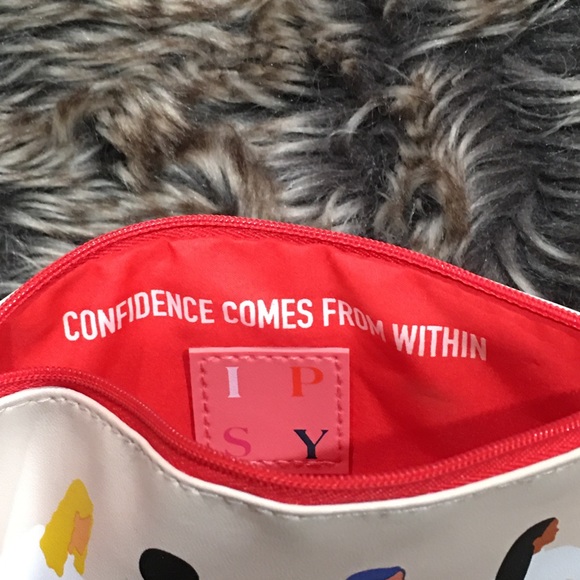 CONFIDENCE COMES FROM WITHIN
I P
S Y